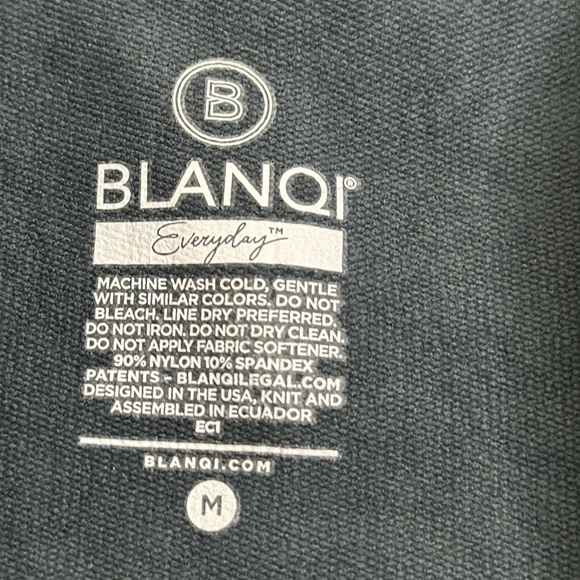 B
BLANQI®
Everyday™
MACHINE WASH COLD, GENTLE
WITH SIMILAR COLORS. DO NOT
BLEACH. LINE DRY PREFERRED.
DO NOT IRON. DO NOT DRY CLEAN.
DO NOT APPLY FABRIC SOFTENER.
90% NYLON 10% SPANDEX
PATENTS - BLANQILEGAL.COM
DESIGNED IN THE USA, KNIT AND
ASSEMBLED IN ECUADOR
EC1
BLANQI.COM
M